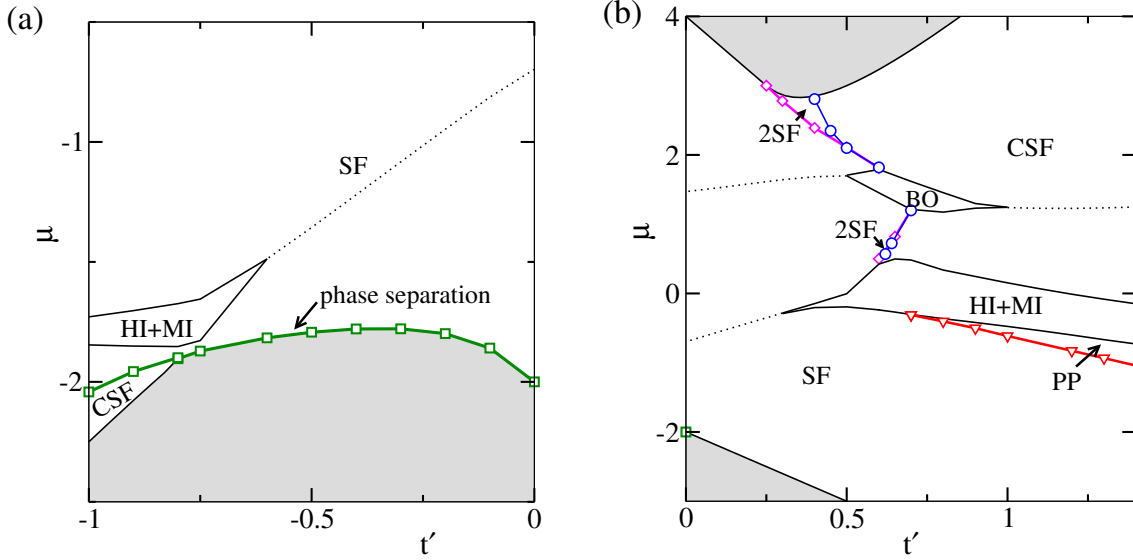 (a)
-1
μ
-2
SF
phase separation
HI+MI
CSF
-1
-0.5
0
t′
(b)
4
2
μ
0
-2
2SF
CSF
BO
2SF
HI+MI
SF
PP
0
0.5
1
t′